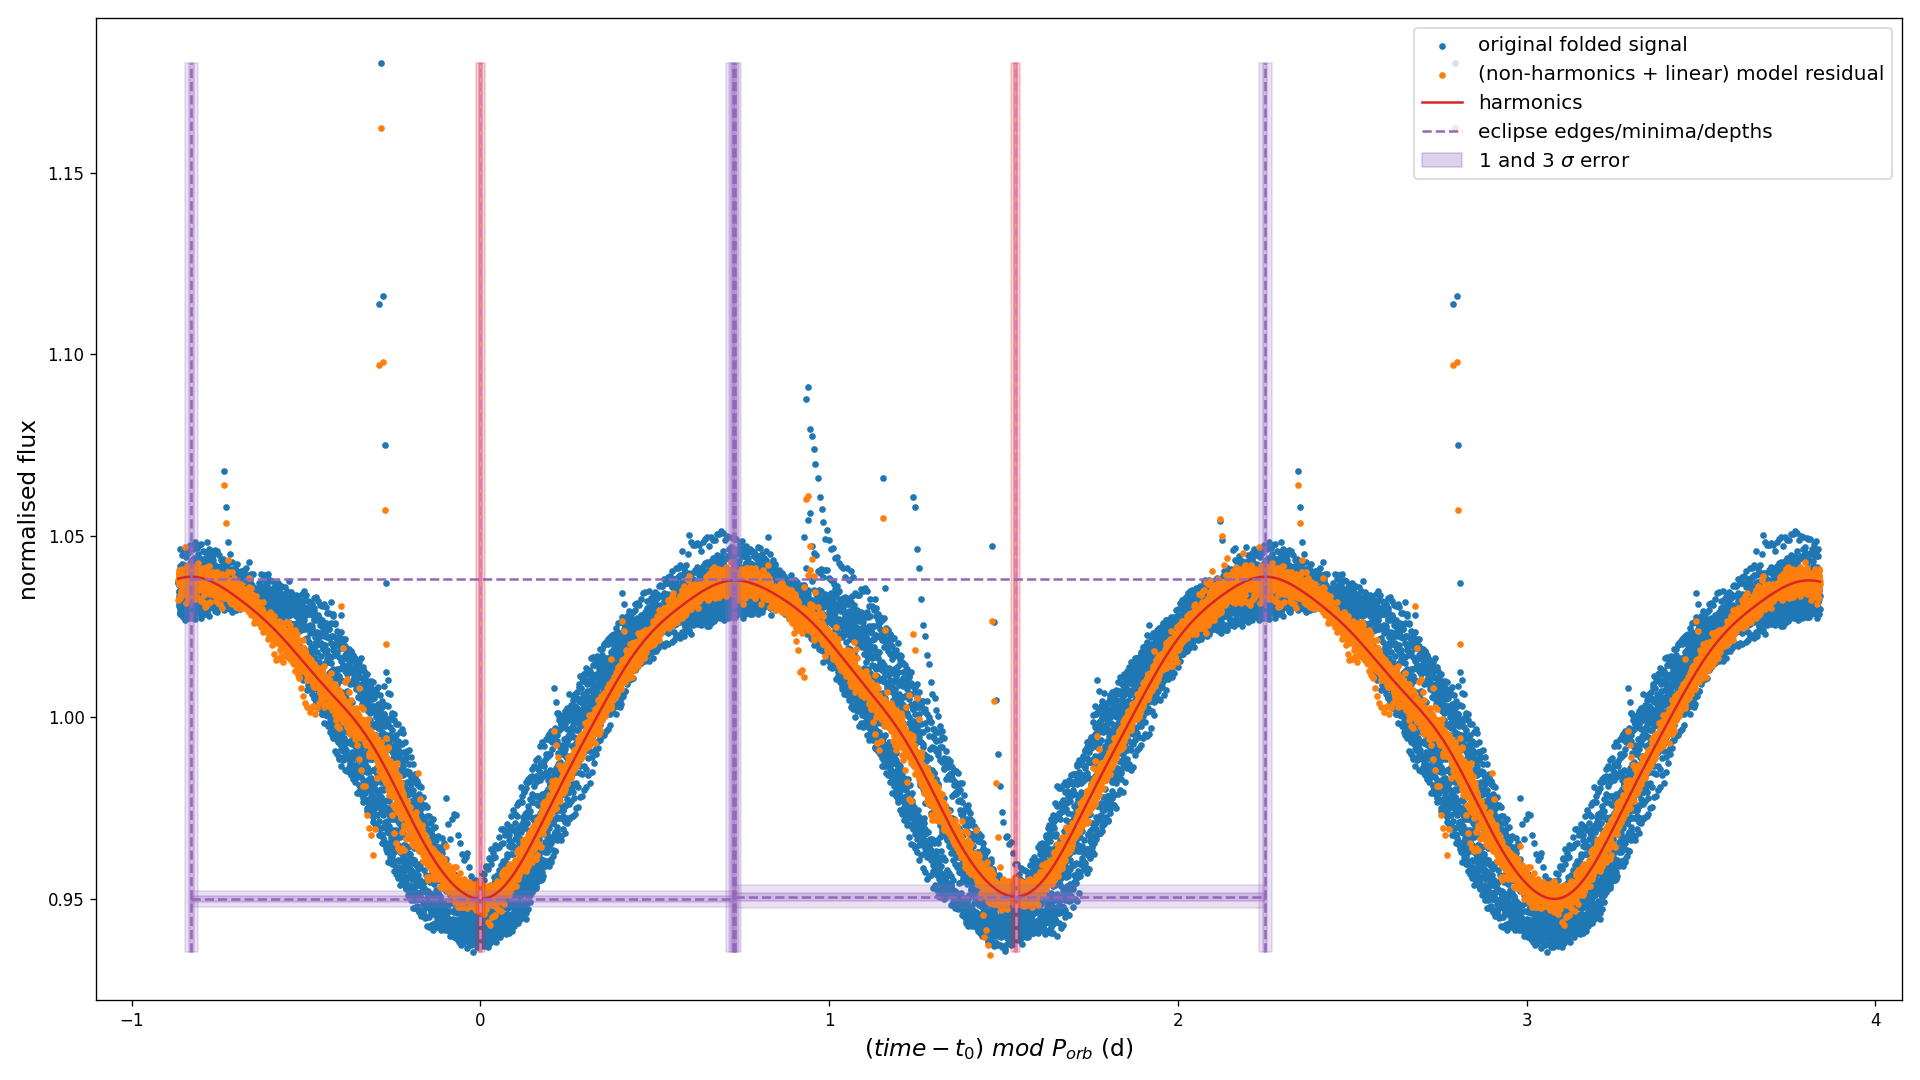 original folded signal
(non-harmonics + linear) model residual
harmonics
eclipse edges/minima/depths
1 and 3 σ error
normalised flux
1.15
1.10
1.05
1.00
0.95
−1
0
1
2
3
4
(time − t₀) mod P_orb (d)